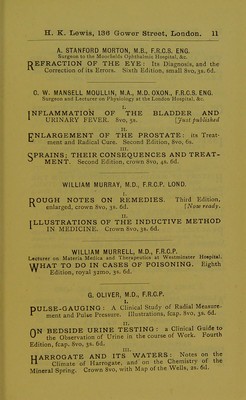 H. K. Lewis, 136 Gower Street, London. 11
A. STANFORD MORTON, M.B., F.R.C.S. ENG.
Surgeon to the Moorfields Ophthalmic Hospital, &c.
REFRACTION OF THE EYE: Its Diagnosis, and the
Correction of its Errors. Sixth Edition, small 8vo, 3s. 6d.
C. W. MANSELL MOULLIN, M.A., M.D. OXON., F.R.C.S. ENG.
Surgeon and Lecturer on Physiology at the London Hospital, &c.
I.
INFLAMMATION OF THE BLADDER AND
URINARY FEVER. 8vo, 5s. [Just published
II.
ENLARGEMENT OF THE PROSTATE: its Treat-
ment and Radical Cure. Second Edition, 8vo, 6s.
III.
SPRAINS; THEIR CONSEQUENCES AND TREAT-
MENT. Second Edition, crown 8vo, 4s. 6d.
WILLIAM MURRAY, M.D., F.R.C.P. LOND.
I.
ROUGH NOTES ON REMEDIES. Third Edition,
enlarged, crown 8vo, 3s. 6d. [Now ready.
II.
ILLUSTRATIONS OF THE INDUCTIVE METHOD
IN MEDICINE. Crown 8vo, 3s. 6d.
WILLIAM MURRELL, M.D., F.R.C.P.
Lecturer on Materia Medica and Therapeutics at Westminster Hospital.
WHAT TO DO IN CASES OF POISONING. Eighth
Edition, royal 32mo, 3s. 6d.
G. OLIVER, M.D., F.R.C.P.
I.
PULSE-GAUGING: A Clinical Study of Radial Measure-
ment and Pulse Pressure. Illustrations, fcap. 8vo, 3s. 6d.
II.
ON BEDSIDE URINE TESTING: a Clinical Guide to
the Observation of Urine in the course of Work. Fourth
Edition, fcap. 8vo, 3s. 6d.
III.
HARROGATE AND ITS WATERS: Notes on the
Climate of Harrogate, and on the Chemistry of the
Mineral Spring. Crown 8vo, with Map of the Wells, 2s. 6d.